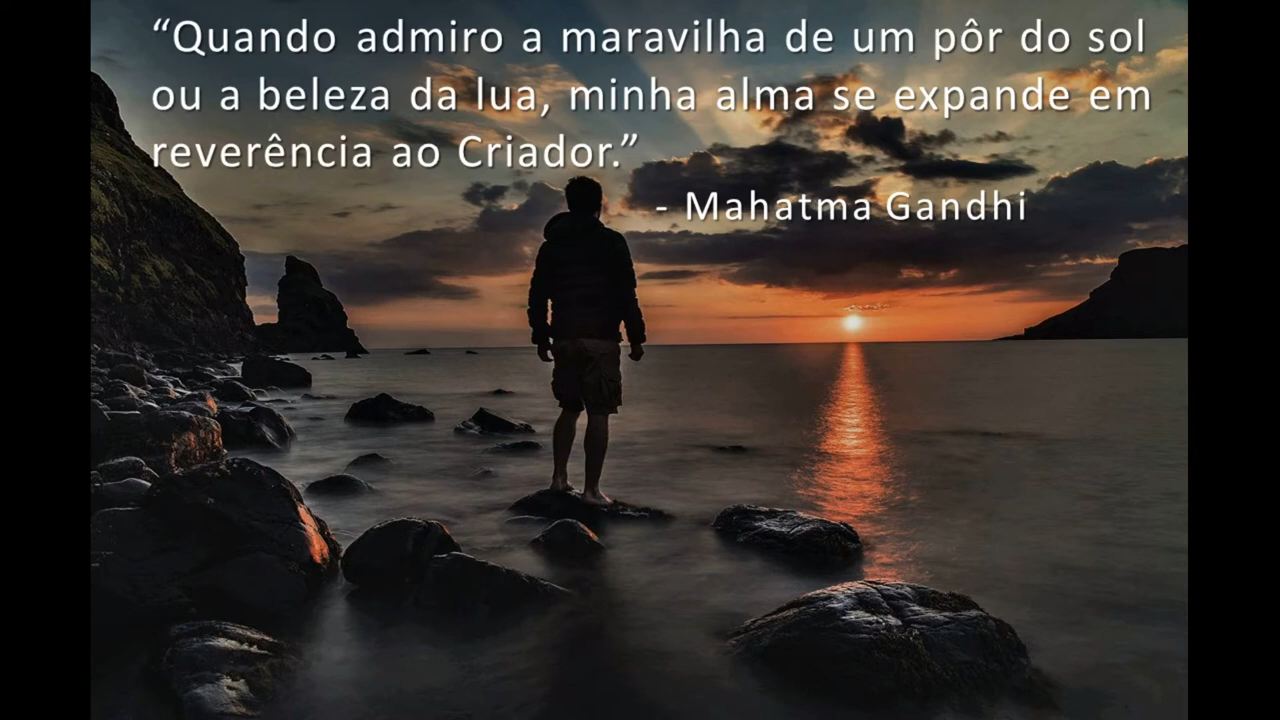 “Quando admiro a maravilha de um pôr do sol
ou a beleza da lua, minha alma se expande em
reverência ao Criador.”
- Mahatma Gandhi